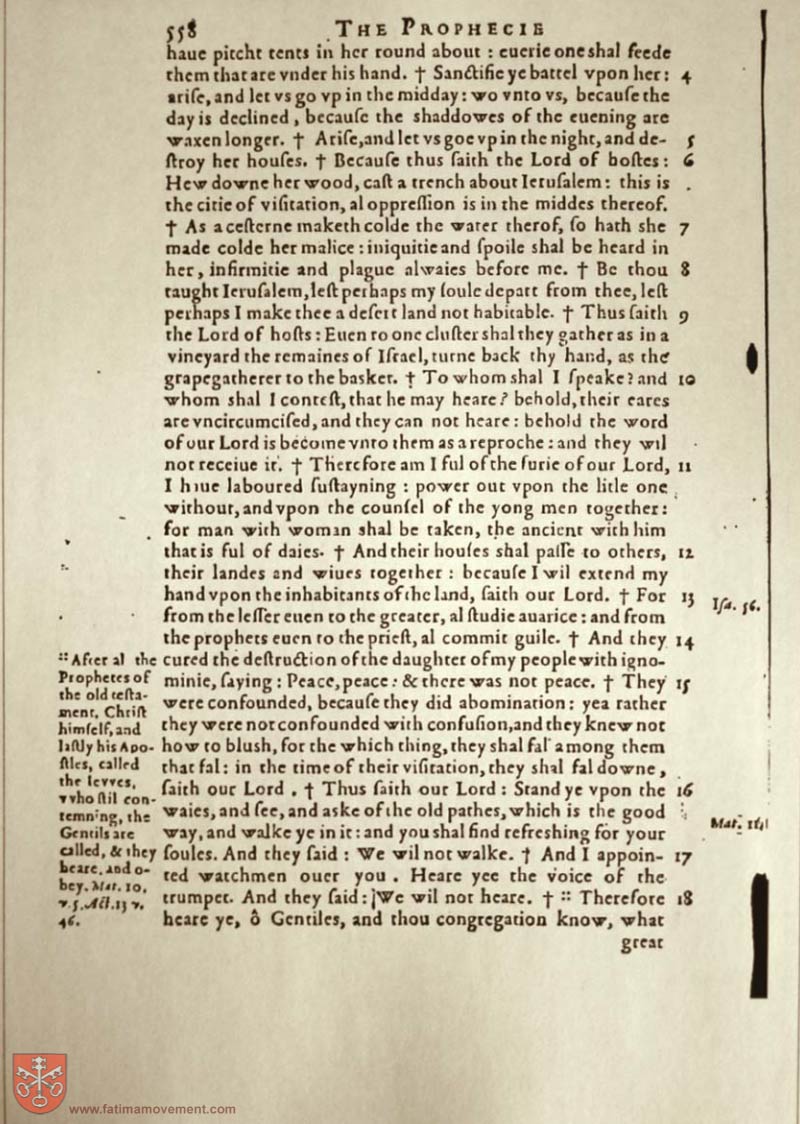 558 THE PROPHECIE
haue pitcht tents in her round about : euerie one shal feede
them that are vnder his hand. † Sanctifie ye battel vpon her: 4
arise, and let vs go vp in the midday: wo vnto vs, because the
day is declined, because the shaddowes of the euening are
waxen longer. † Arise, and let vs goe vp in the night, and de- 5
stroy her houses. † Because thus saith the Lord of hostes: 6
Hew downe her wood, cast a trench about Ierusalem: this is
the citie of visitation, al oppression is in the middes thereof.
† As a cesterne maketh colde the water therof, so hath she 7
made colde her malice: iniquitie and spoile shal be heard in
her, infirmitie and plague alwaies before me. † Be thou 8
taught Ierusalem, lest perhaps my soule depart from thee, lest
perhaps I make thee a desert land not habitable. † Thus saith 9
the Lord of hosts: Euen to one cluster shal they gather as in a
vineyard the remaines of Israel, turne back thy hand, as the
grapegatherer to the basket. † To whom shal I speake? and 10
whom shal I contest, that he may heare? behold, their eares
are vncircumcised, and they can not heare: behold the word
of our Lord is become vnto them as a reproche: and they wil
not receiue it. † Therefore am I ful of the furie of our Lord, 11
I haue laboured sustayning : power out vpon the litle one
without, and vpon the counsel of the yong men together:
for man with woman shal be taken, the ancient with him
that is ful of daies. † And their houses shal passe to others, 12
their landes and wiues together : because I wil extend my
hand vpon the inhabitants of the land, saith our Lord. † For 13
Isa. 56.
from the lesser euen to the greater, al studie auarice: and from
the prophets euen to the priest, al commit guile. † And they 14
cured the destruction of the daughter of my people with igno-
minie, saying: Peace, peace: & there was not peace. † They 15
were confounded, because they did abomination: yea rather
they were not confounded with confusion, and they knew not
how to blush, for the which thing, they shal fal among them
that fal: in the time of their visitation, they shal fal downe,
saith our Lord. † Thus saith our Lord: Stand ye vpon the 16
waies, and see, and aske of the old pathes, which is the good
Mat.
way, and walke ye in it: and you shal find refreshing for your
soules. And they said : We wil not walke. † And I appoin- 17
ted watchmen ouer you. Heare yee the voice of the
trumpet. And they said: We wil not heare. † :: Therefore 18
heare ye, ô Gentiles, and thou congregation know, what
great
:: After al the
Prophetes of
the old testa-
ment, Christ
himself, and
lastly his Apo-
stles, called
the Ievves,
vvho stil con-
temning, the
Gentils are
called, & they
heare, and o-
bey. Mat. 10.
v. 5. Act. 13 v.
46.
www.fatimamovement.com